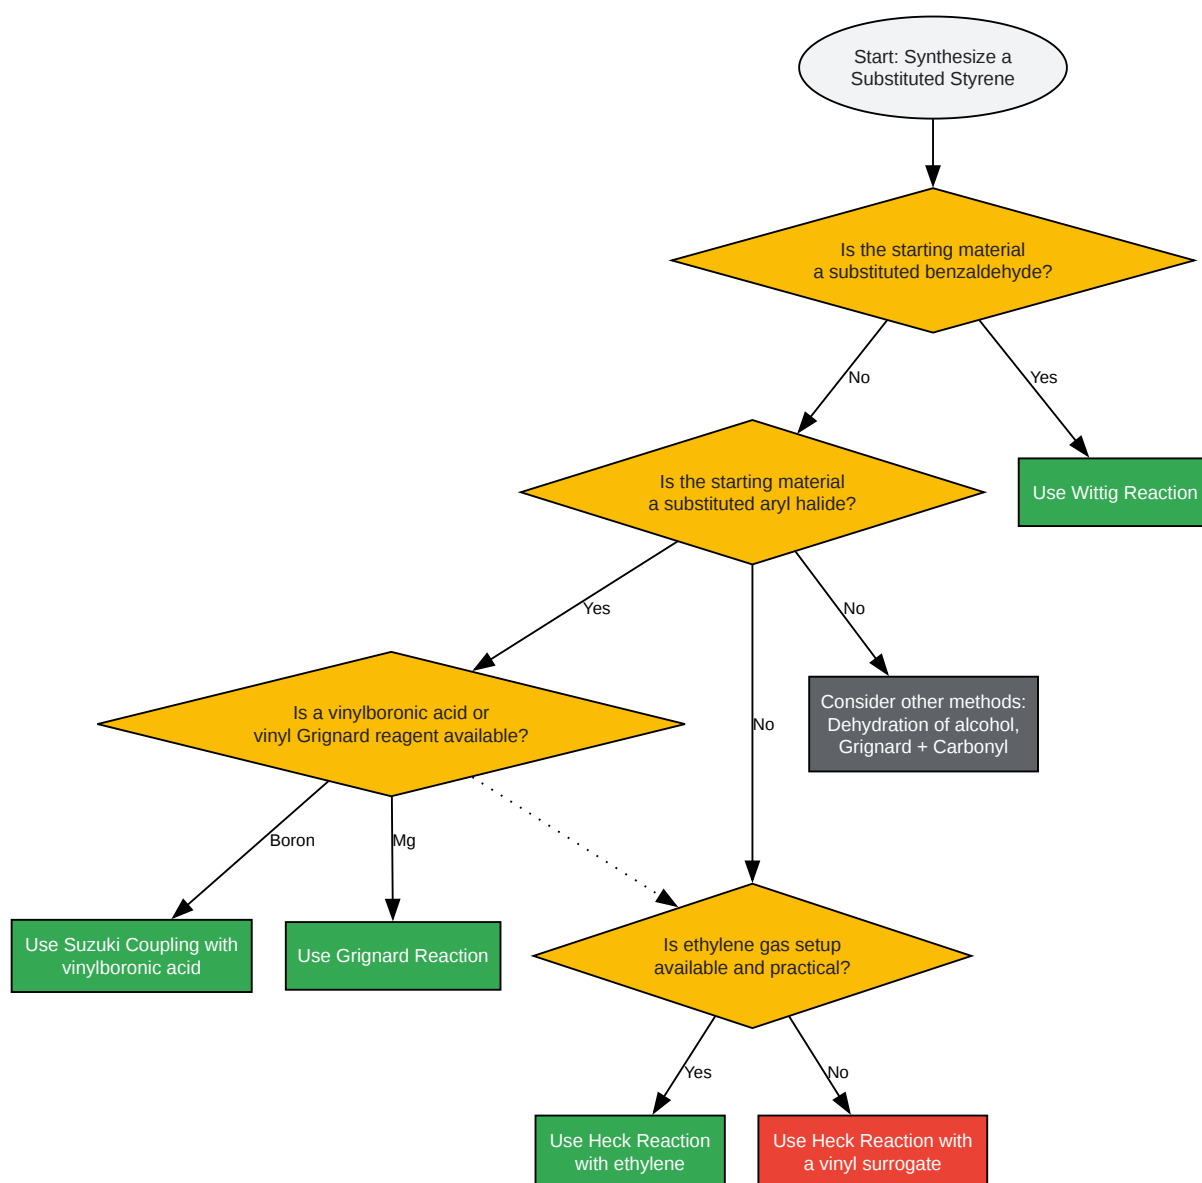 Start: Synthesize a
Substituted Styrene
Is the starting material
a substituted benzaldehyde?
No
Yes
Is the starting material
a substituted aryl halide?
Use Wittig Reaction
Yes
No
No
Consider other methods:
Dehydration of alcohol,
Grignard + Carbonyl
Is a vinylboronic acid or
vinyl Grignard reagent available?
Boron
Mg
Use Suzuki Coupling with
vinylboronic acid
Use Grignard Reaction
Is ethylene gas setup
available and practical?
Yes
No
Use Heck Reaction
with ethylene
Use Heck Reaction with
a vinyl surrogate